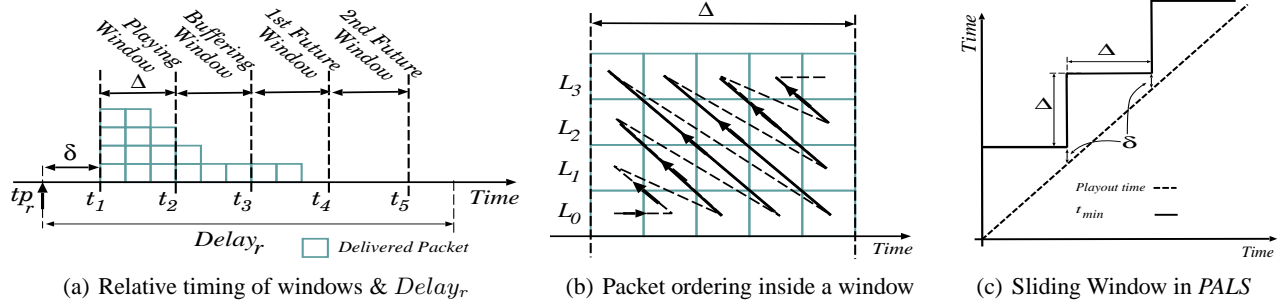 Playing Window
Buffering Window
1st Future Window
2nd Future Window
Δ
δ
tp_r
t_1
t_2
t_3
t_4
t_5
Time
Delay_r
Delivered Packet
(a) Relative timing of windows & Delay_r
Δ
L_3
L_2
L_1
L_0
Time
(b) Packet ordering inside a window
Time
Δ
Δ
δ
Playout time
t_min
Time
(c) Sliding Window in PALS